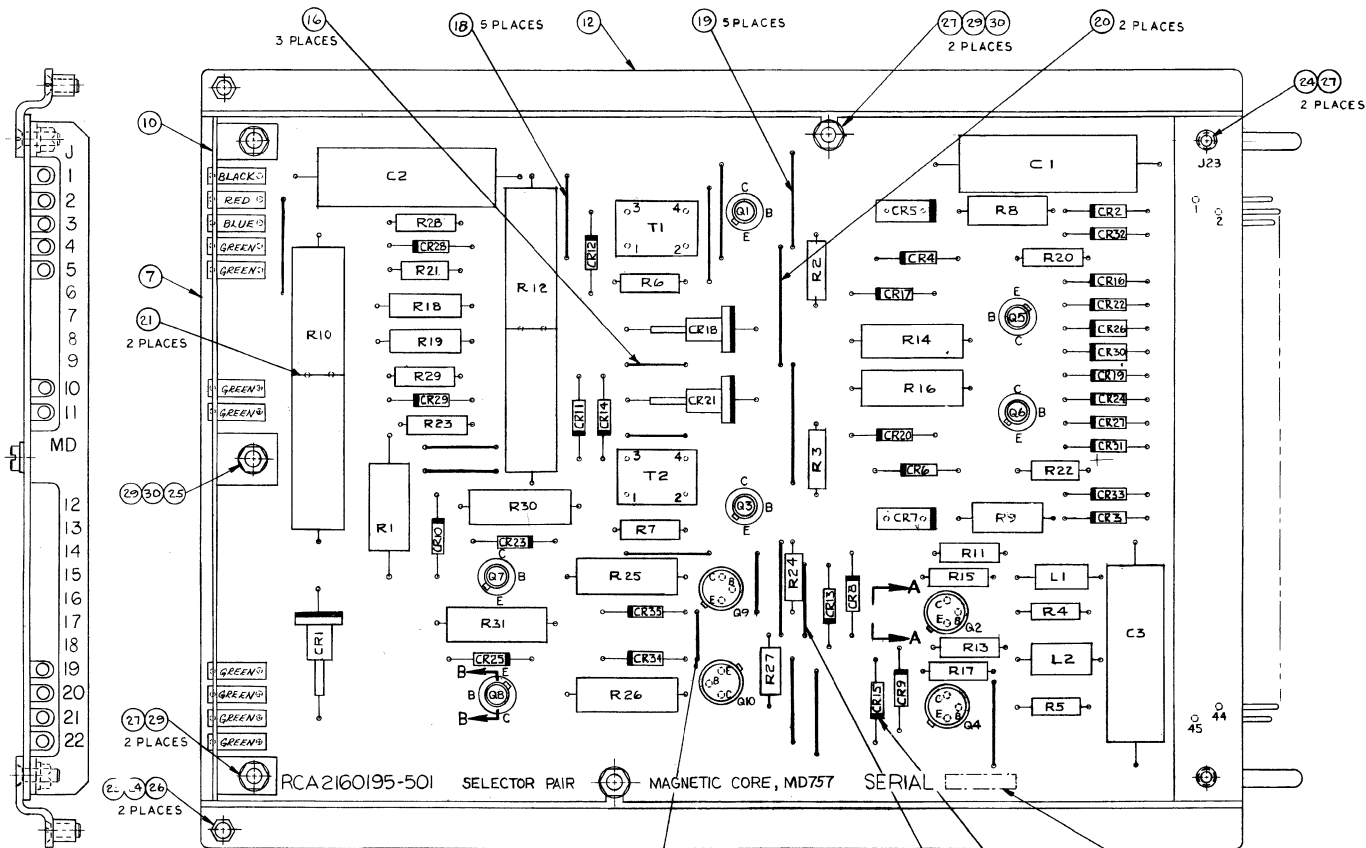 16
3 PLACES
18 5 PLACES
12
19 5 PLACES
27 29 30
2 PLACES
20 2 PLACES
24 27
2 PLACES
10
7
21
2 PLACES
29 30 25
27 29
2 PLACES
26
2 PLACES
J
1
2
3
4
5
6
7
8
9
10
11
MD
12
13
14
15
16
17
18
19
20
21
22
BLACK
RED
BLUE
GREEN
GREEN
GREEN
GREEN
GREEN
GREEN
GREEN
GREEN
C2
R28
CR28
R21
R18
R19
R29
CR29
R23
R10
R12
R1
CR10
R30
CR23
C
Q7 B
E
R31
CR25
B E
B Q8
B C
CR1
CR12
3 4
T1
1 2
R6
CR18
CR21
CR11
CR14
3 4
T2
1 2
R7
R25
CR35
CR34
R26
C
Q1 B
E
C
Q3 B
E
C B
E
Q9
E
B
C
Q10
R27
R24
CR13
CR8
R2
R3
C1
CR5
R8
CR4
CR17
R14
R16
CR20
CR6
CR7
R9
R11
R15
A
A
C
E B
Q2
R13
R17
CR15
CR9
C
E B
Q4
E
B Q5
C
C
Q6 B
E
R20
R22
CR2
CR32
CR16
CR22
CR26
CR30
CR19
CR24
CR27
CR31
CR33
CR3
L1
R4
L2
R5
C3
J23
1
2
44
45
RCA2160195-501 SELECTOR PAIR MAGNETIC CORE, MD757 SERIAL